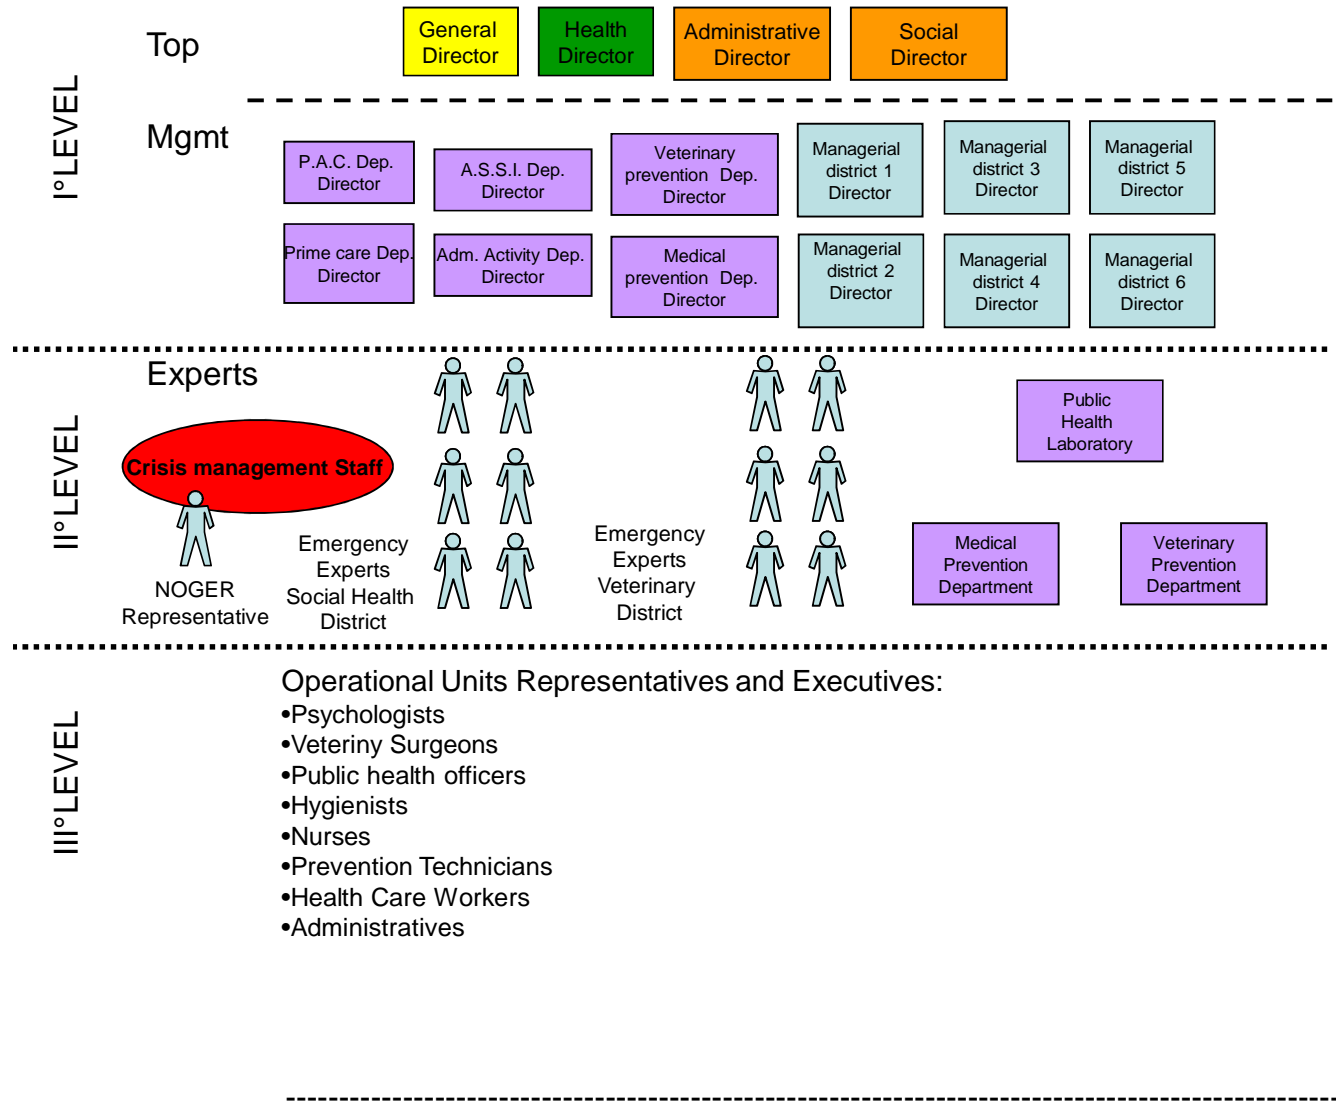 I°LEVEL
Top
General
Director
Health
Director
Administrative
Director
Social
Director
Mgmt
P.A.C. Dep.
Director
A.S.S.I. Dep.
Director
Veterinary
prevention Dep.
Director
Managerial
district 1
Director
Managerial
district 3
Director
Managerial
district 5
Director
Prime care Dep.
Director
Adm. Activity Dep.
Director
Medical
prevention Dep.
Director
Managerial
district 2
Director
Managerial
district 4
Director
Managerial
district 6
Director
II°LEVEL
Experts
Crisis management Staff
NOGER
Representative
Emergency
Experts
Social Health
District
Emergency
Experts
Veterinary
District
Public
Health
Laboratory
Medical
Prevention
Department
Veterinary
Prevention
Department
III°LEVEL
Operational Units Representatives and Executives:
•Psychologists
•Veteriny Surgeons
•Public health officers
•Hygienists
•Nurses
•Prevention Technicians
•Health Care Workers
•Administratives